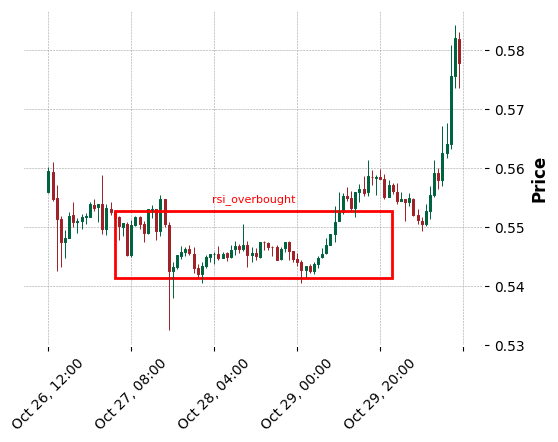 0.58
0.57
0.56
rsi_overbought
0.55
0.54
0.53
Price
Oct 26, 12:00
Oct 27, 08:00
Oct 28, 04:00
Oct 29, 00:00
Oct 29, 20:00